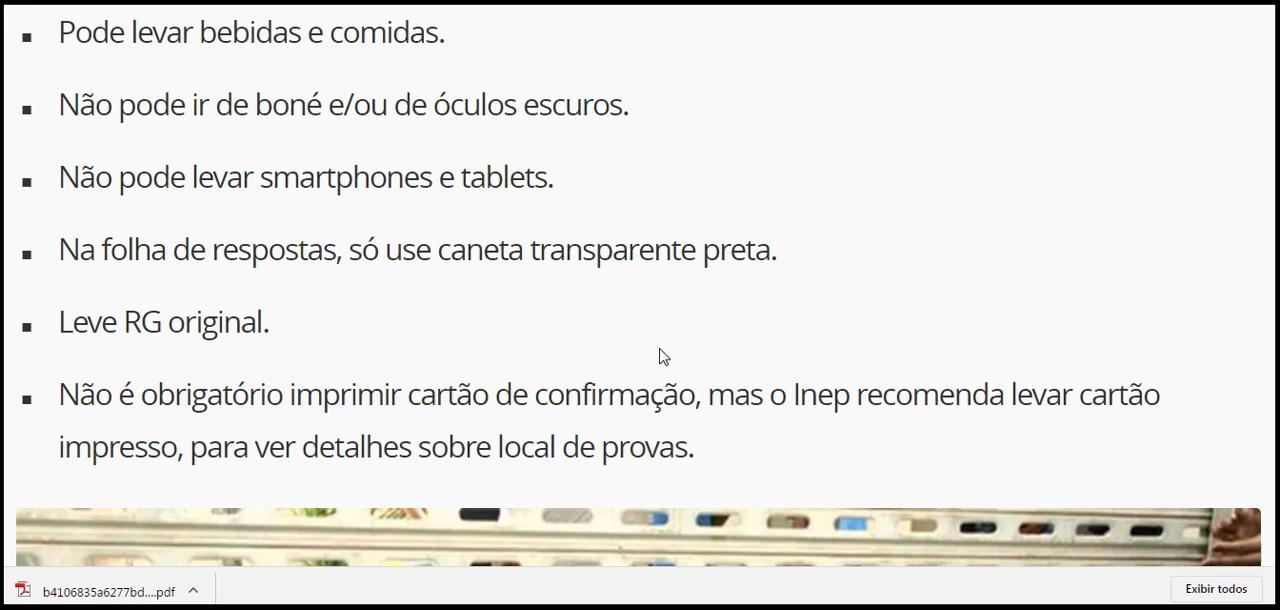 Pode levar bebidas e comidas.
Não pode ir de boné e/ou de óculos escuros.
Não pode levar smartphones e tablets.
Na folha de respostas, só use caneta transparente preta.
Leve RG original.
Não é obrigatório imprimir cartão de confirmação, mas o Inep recomenda levar cartão
impresso, para ver detalhes sobre local de provas.
b4106835a6277bd....pdf
Exibir todos